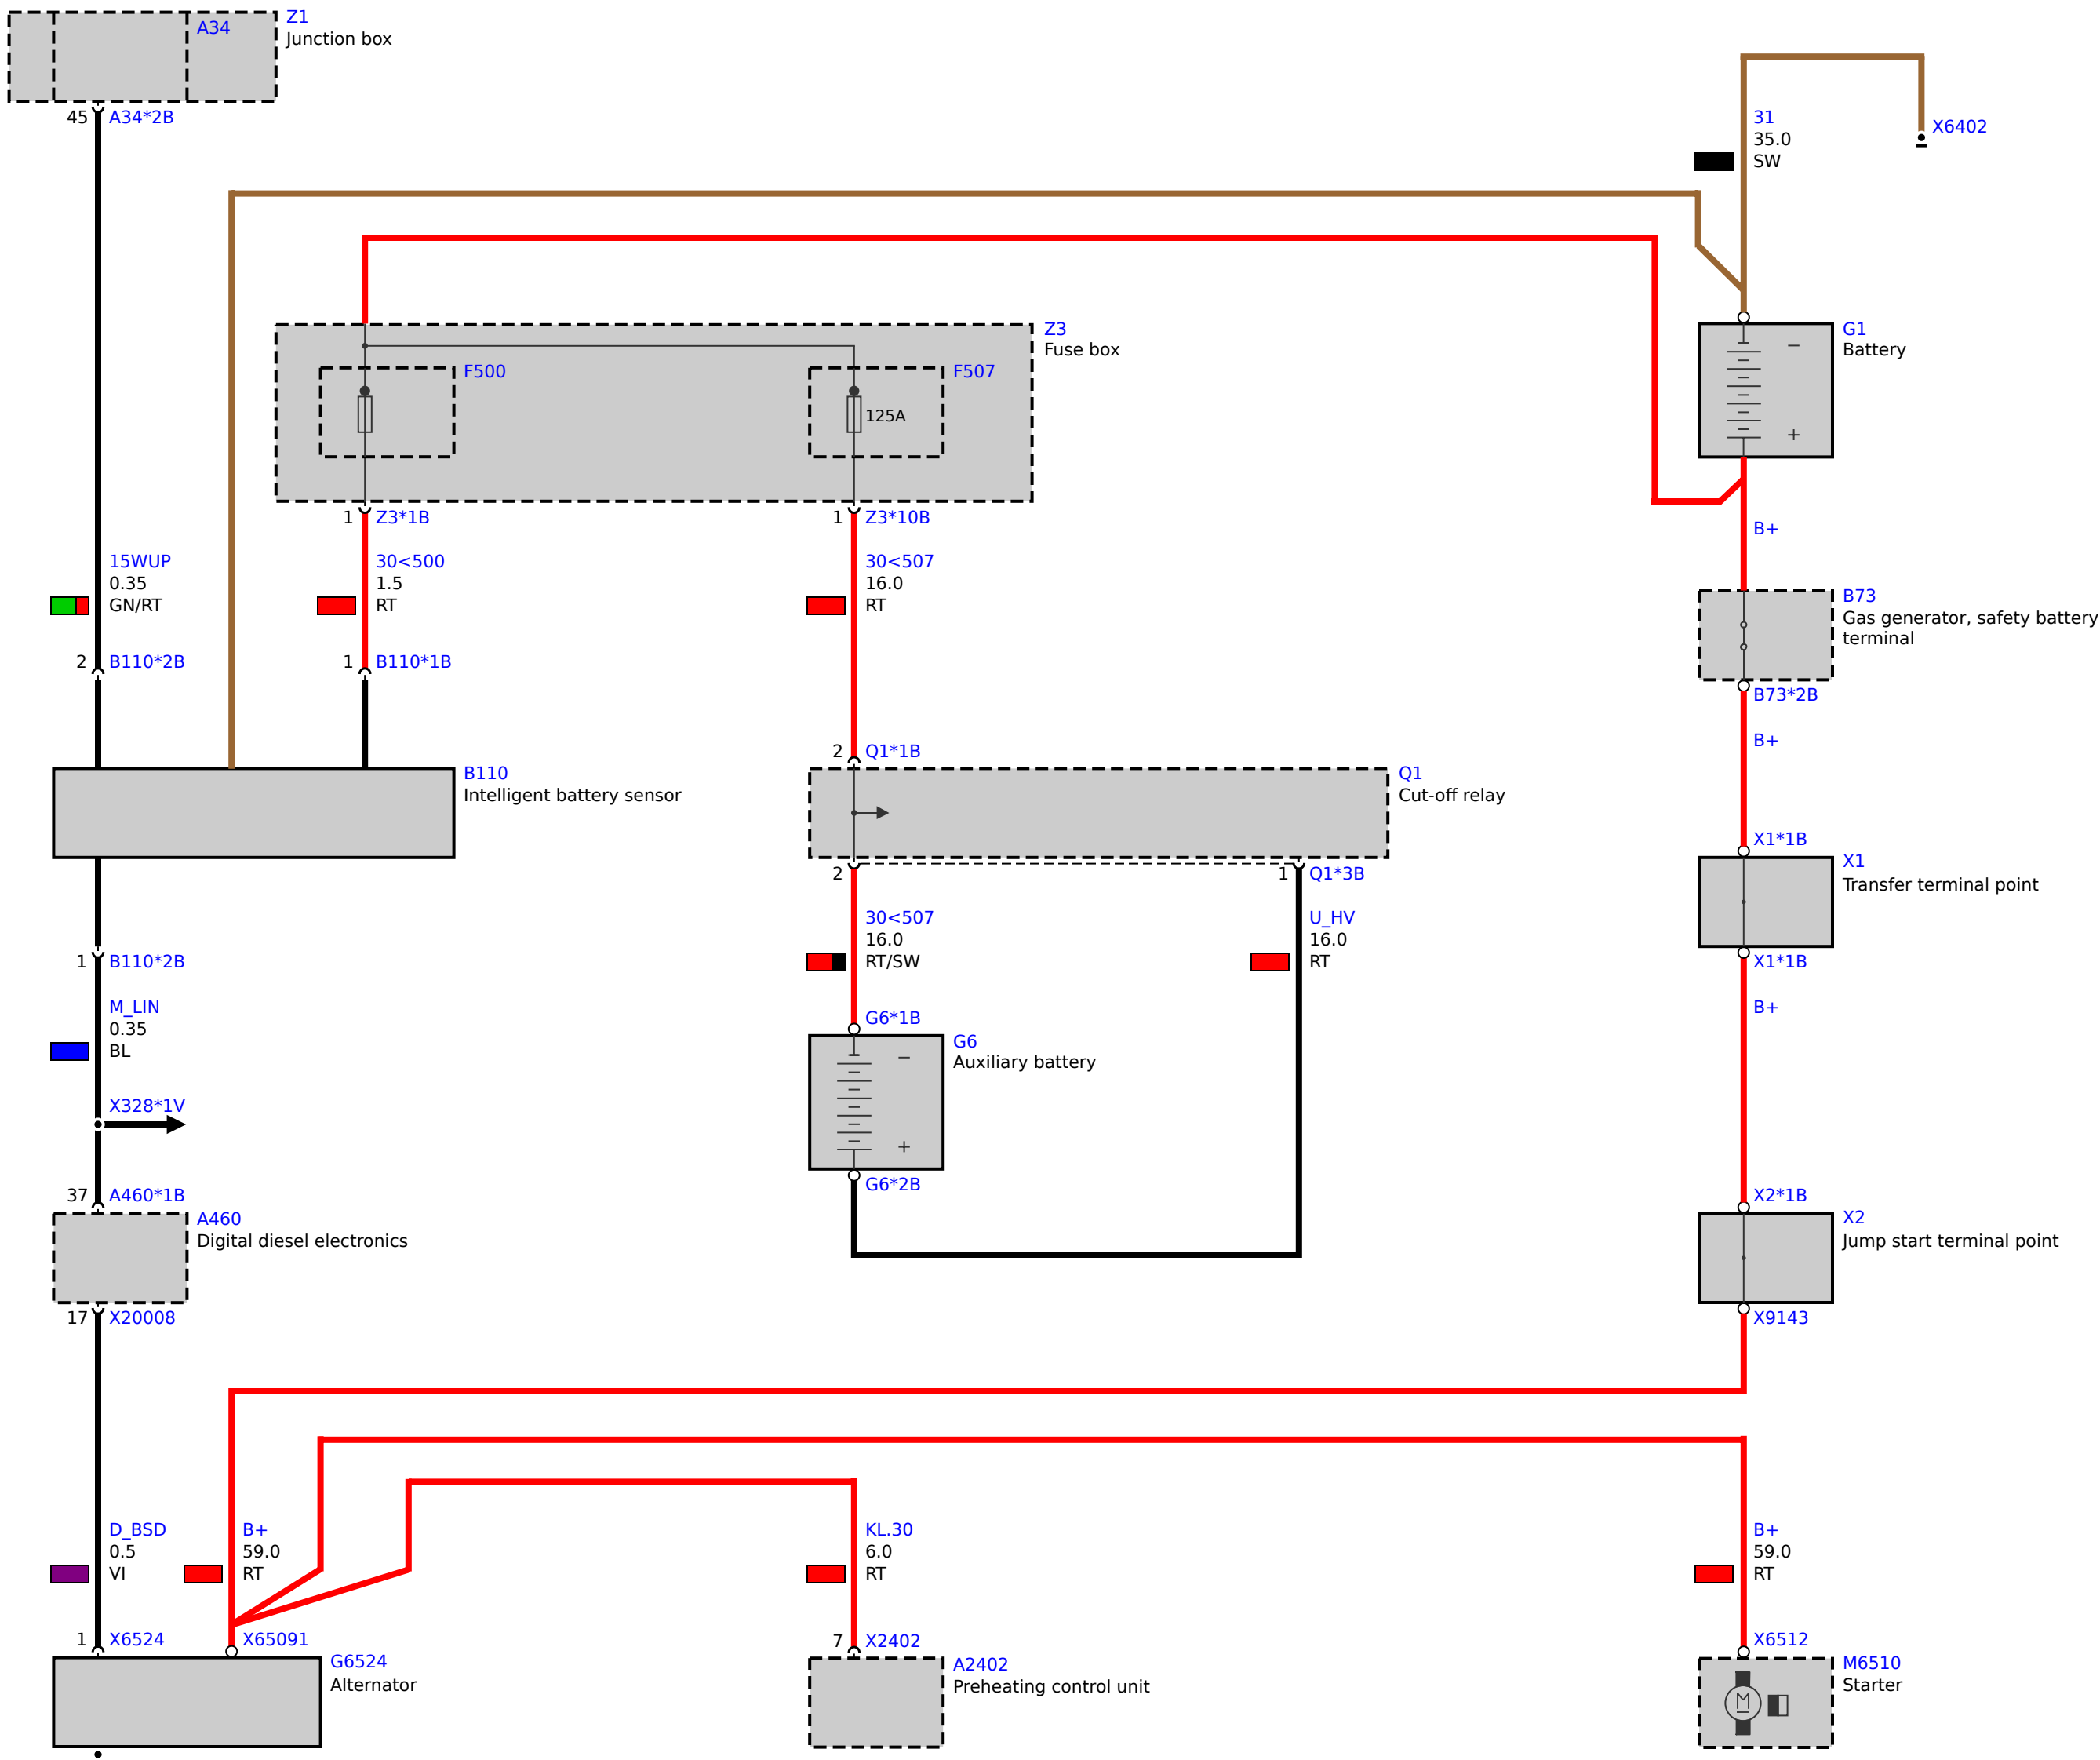 Z1
Junction box
A34
45 A34*2B
31
35.0
SW
X6402
Z3
Fuse box
F500
F507
125A
G1
Battery
−
+
1 Z3*1B
1 Z3*10B
B+
15WUP
0.35
GN/RT
30<500
1.5
RT
30<507
16.0
RT
B73
Gas generator, safety battery
terminal
B73*2B
2 B110*2B
1 B110*1B
B+
2 Q1*1B
B110
Intelligent battery sensor
Q1
Cut-off relay
X1*1B
X1
Transfer terminal point
2
1 Q1*3B
30<507
16.0
RT/SW
U_HV
16.0
RT
1 B110*2B
X1*1B
M_LIN
0.35
BL
B+
G6*1B
G6
Auxiliary battery
−
+
G6*2B
X328*1V
37 A460*1B
A460
Digital diesel electronics
X2*1B
X2
Jump start terminal point
17 X20008
X9143
D_BSD
0.5
VI
B+
59.0
RT
KL.30
6.0
RT
B+
59.0
RT
1 X6524
X65091
7 X2402
X6512
G6524
Alternator
A2402
Preheating control unit
M6510
Starter
M